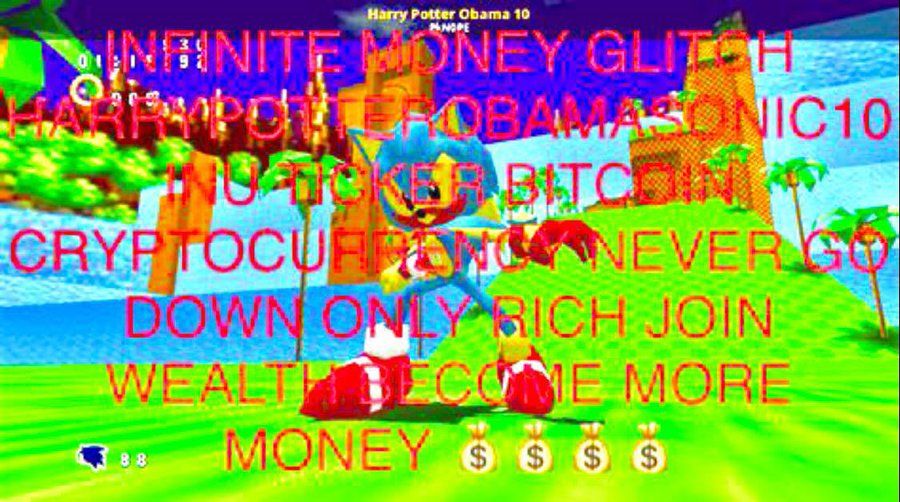 Harry Potter Obama 10
INFINITE MONEY GLITCH
HARRYPOTTEROBAMASONIC10
INU TICKER BITCOIN
CRYPTOCURRENCY NEVER GO
DOWN ONLY RICH JOIN
WEALTH BECOME MORE
MONEY 💰 💰 💰 💰
88